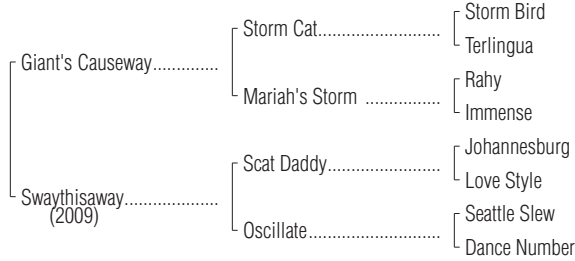 Storm Bird
Storm Cat........................
Terlingua
Giant's Causeway.............
Rahy
Mariah's Storm ...............
Immense
Johannesburg
Scat Daddy......................
Love Style
Swaythisaway...................
(2009)
Seattle Slew
Oscillate..........................
Dance Number